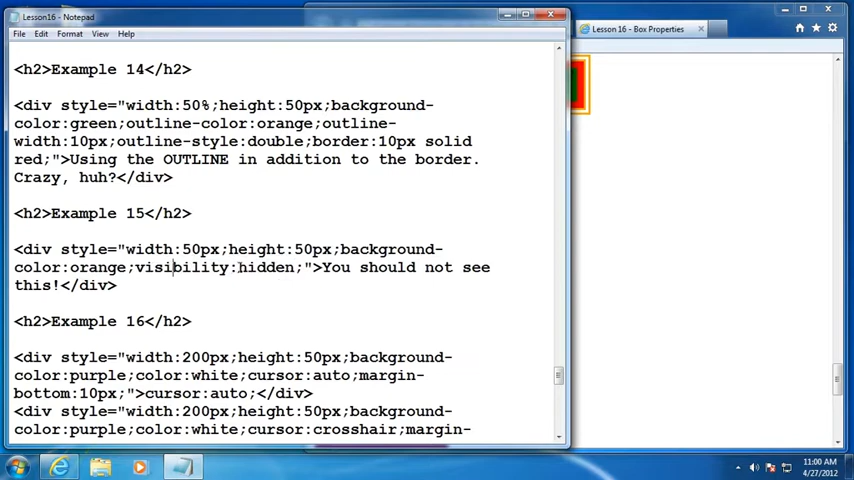 Lesson16 - Notepad
File Edit Format View Help
<h2>Example 14</h2>
<div style="width:50%;height:50px;background-
color:green;outline-color:orange;outline-
width:10px;outline-style:double;border:10px solid
red;">Using the OUTLINE in addition to the border.
Crazy, huh?</div>
<h2>Example 15</h2>
<div style="width:50px;height:50px;background-
color:orange;visibility:hidden;">You should not see
this!</div>
<h2>Example 16</h2>
<div style="width:200px;height:50px;background-
color:purple;color:white;cursor:auto;margin-
bottom:10px;">cursor:auto;</div>
<div style="width:200px;height:50px;background-
color:purple;color:white;cursor:crosshair;margin-
Lesson 16 - Box Properties
11:00 AM
4/27/2012